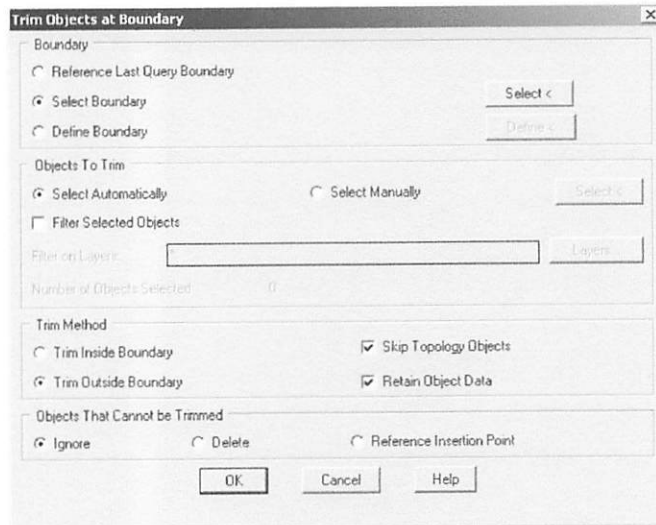 Trim Objects at Boundary
Boundary
Reference Last Query Boundary
Select Boundary
Select <
Define Boundary
Define <
Objects To Trim
Select Automatically
Select Manually
Select <
Filter Selected Objects
Filter on Layers:
*
Layers...
Number of Objects Selected
0
Trim Method
Trim Inside Boundary
Skip Topology Objects
Trim Outside Boundary
Retain Object Data
Objects That Cannot be Trimmed
Ignore
Delete
Reference Insertion Point
OK
Cancel
Help